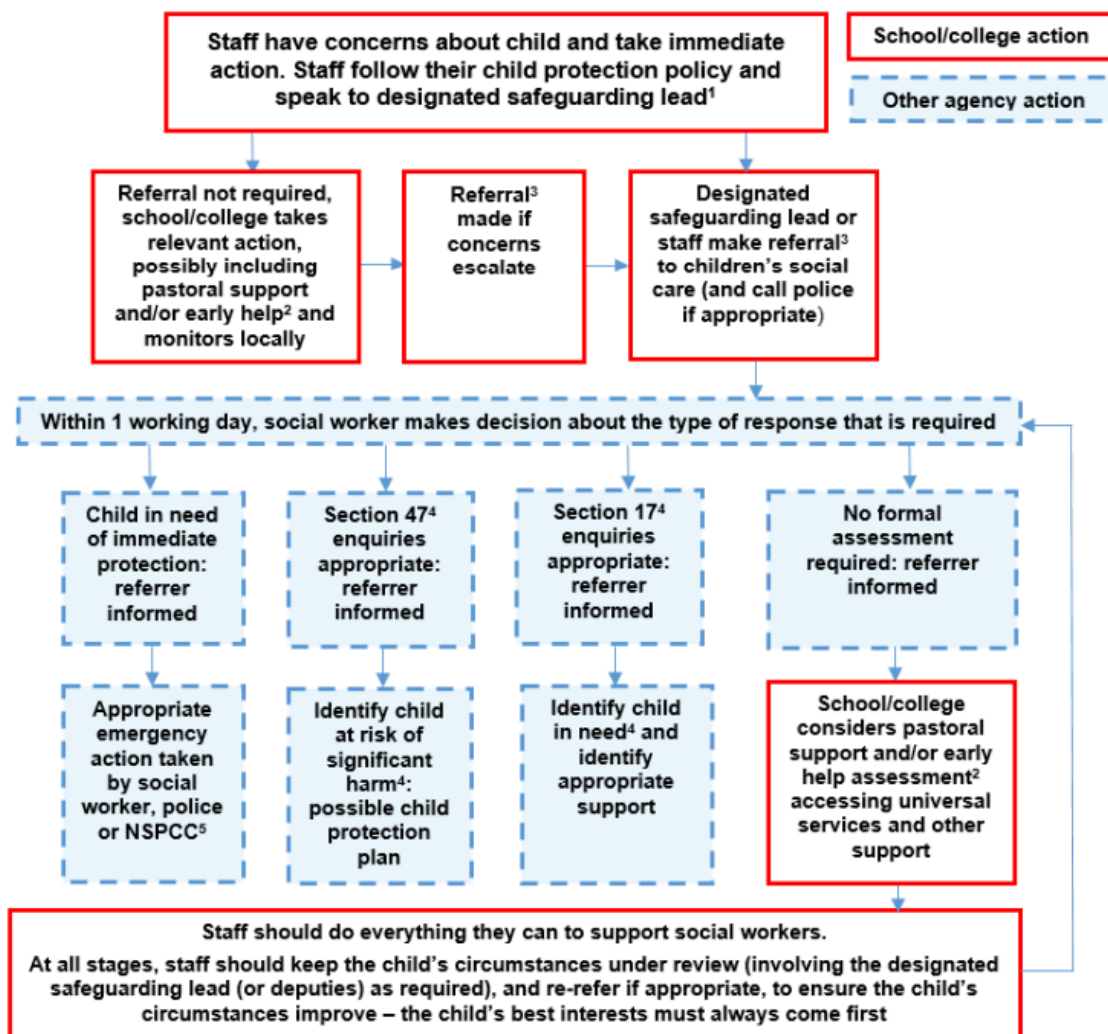 Staff have concerns about child and take immediate
action. Staff follow their child protection policy and
speak to designated safeguarding lead¹
School/college action
Other agency action
Referral not required,
school/college takes
relevant action,
possibly including
pastoral support
and/or early help² and
monitors locally
Referral³
made if
concerns
escalate
Designated
safeguarding lead or
staff make referral³
to children’s social
care (and call police
if appropriate)
Within 1 working day, social worker makes decision about the type of response that is required
Child in need
of immediate
protection:
referrer
informed
Section 47⁴
enquiries
appropriate:
referrer
informed
Section 17⁴
enquiries
appropriate:
referrer
informed
No formal
assessment
required: referrer
informed
Appropriate
emergency
action taken
by social
worker, police
or NSPCC⁵
Identify child
at risk of
significant
harm⁴:
possible child
protection
plan
Identify child
in need⁴ and
identify
appropriate
support
School/college
considers pastoral
support and/or early
help assessment²
accessing universal
services and other
support
Staff should do everything they can to support social workers.
At all stages, staff should keep the child’s circumstances under review (involving the designated
safeguarding lead (or deputies) as required), and re-refer if appropriate, to ensure the child’s
circumstances improve – the child’s best interests must always come first